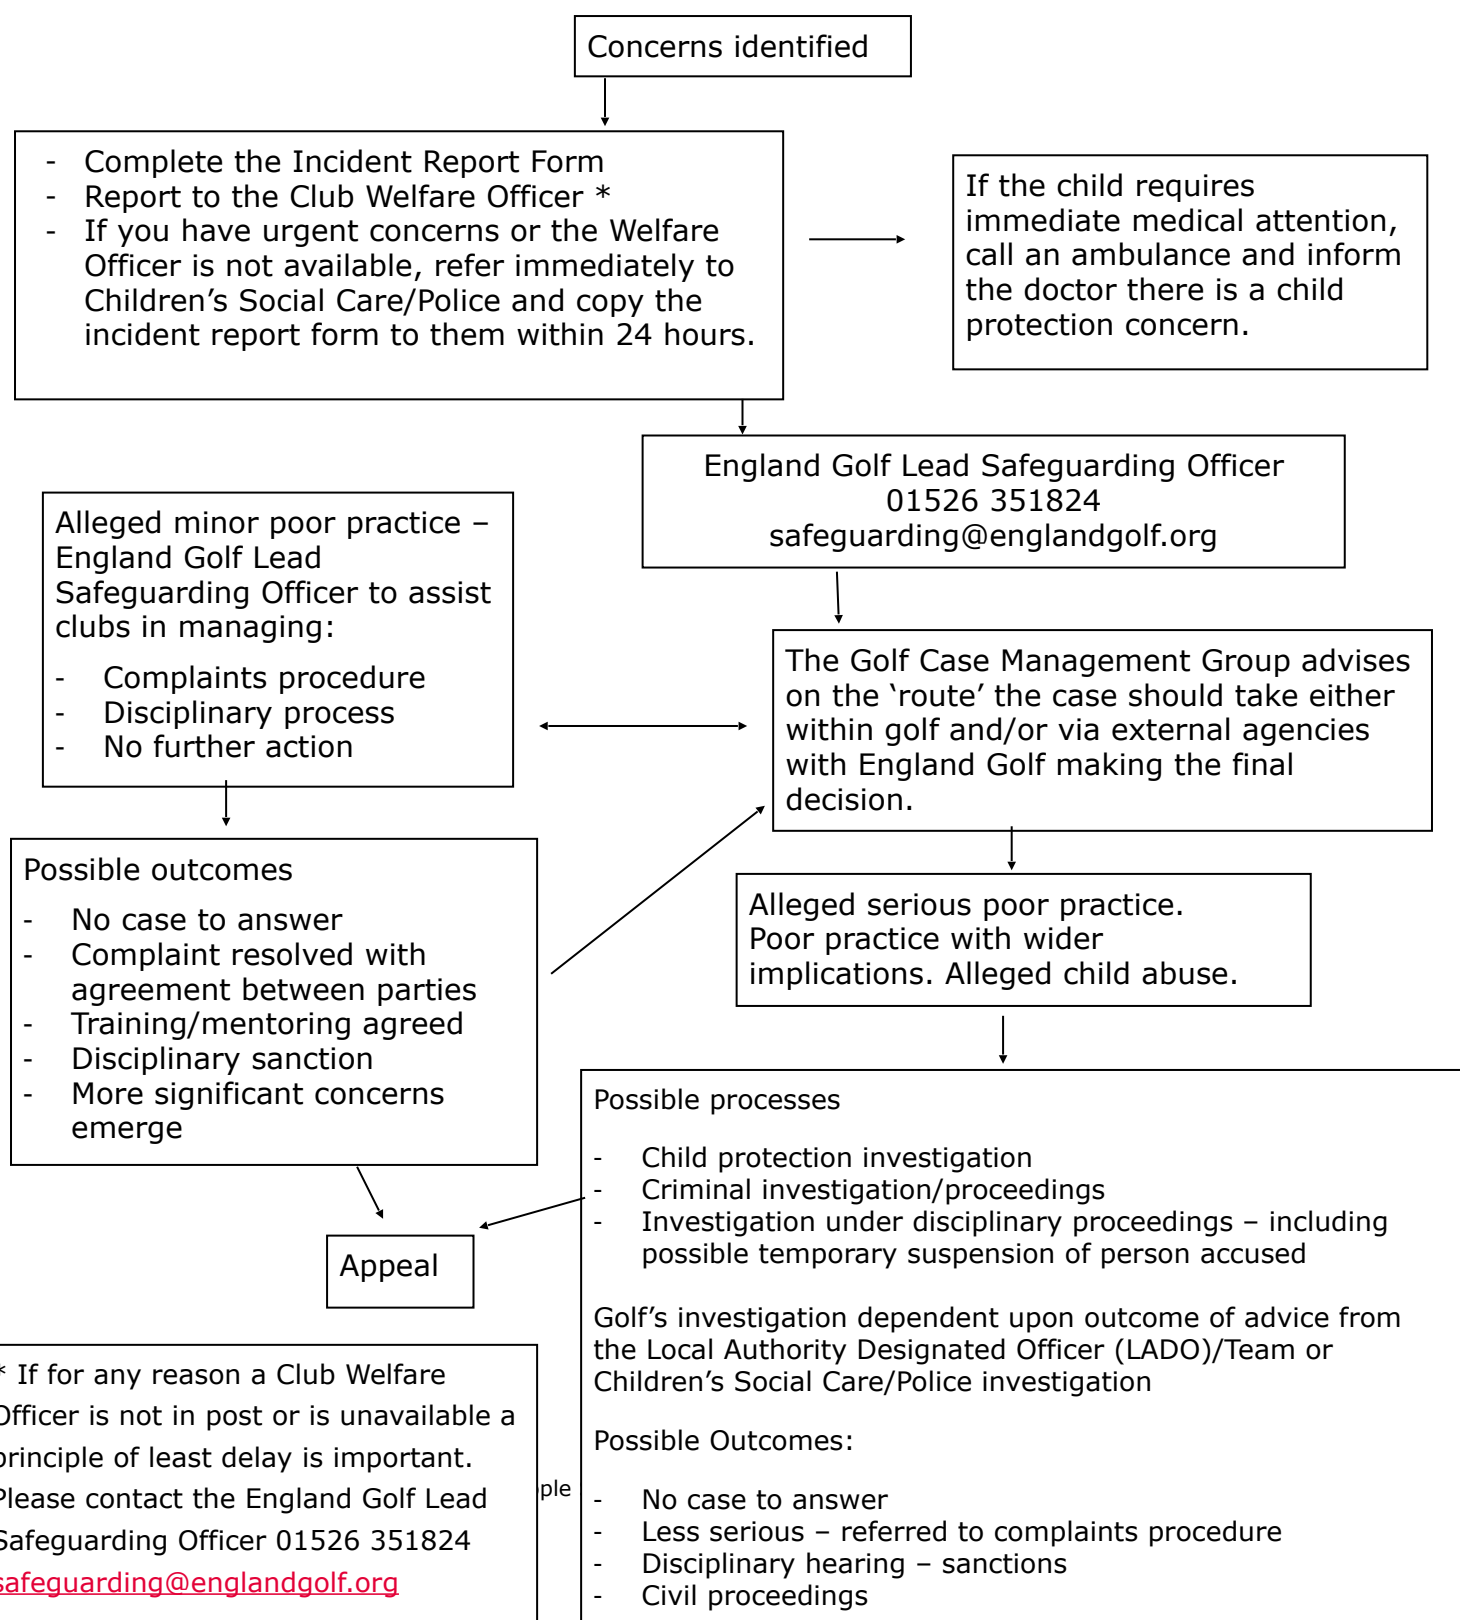 Concerns identified
- Complete the Incident Report Form
- Report to the Club Welfare Officer *
- If you have urgent concerns or the Welfare
Officer is not available, refer immediately to
Children’s Social Care/Police and copy the
incident report form to them within 24 hours.
If the child requires
immediate medical attention,
call an ambulance and inform
the doctor there is a child
protection concern.
England Golf Lead Safeguarding Officer
01526 351824
safeguarding@englandgolf.org
Alleged minor poor practice –
England Golf Lead
Safeguarding Officer to assist
clubs in managing:
- Complaints procedure
- Disciplinary process
- No further action
The Golf Case Management Group advises
on the ‘route’ the case should take either
within golf and/or via external agencies
with England Golf making the final
decision.
Possible outcomes
- No case to answer
- Complaint resolved with
agreement between parties
- Training/mentoring agreed
- Disciplinary sanction
- More significant concerns
emerge
Alleged serious poor practice.
Poor practice with wider
implications. Alleged child abuse.
Possible processes
- Child protection investigation
- Criminal investigation/proceedings
- Investigation under disciplinary proceedings – including
possible temporary suspension of person accused
Golf’s investigation dependent upon outcome of advice from
the Local Authority Designated Officer (LADO)/Team or
Children’s Social Care/Police investigation
Possible Outcomes:
- No case to answer
- Less serious – referred to complaints procedure
- Disciplinary hearing – sanctions
- Civil proceedings
Appeal
* If for any reason a Club Welfare
Officer is not in post or is unavailable a
principle of least delay is important.
Please contact the England Golf Lead
Safeguarding Officer 01526 351824
safeguarding@englandgolf.org
ple